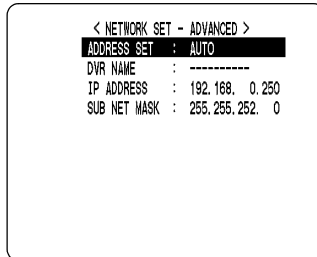 < NETWORK SET - ADVANCED >
ADDRESS SET : AUTO
DVR NAME : ----------
IP ADDRESS : 192.168. 0.250
SUB NET MASK : 255.255.252. 0